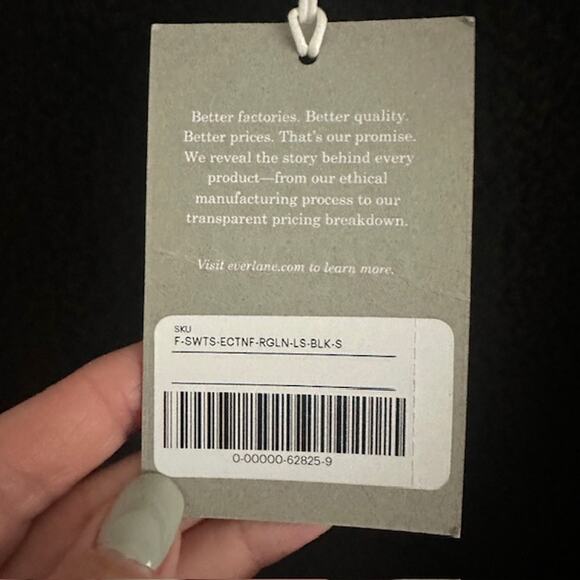 Better factories. Better quality.
Better prices. That's our promise.
We reveal the story behind every
product—from our ethical
manufacturing process to our
transparent pricing breakdown.
Visit everlane.com to learn more.
SKU
F-SWTS-ECTNF-RGLN-LS-BLK-S
0-00000-62825-9